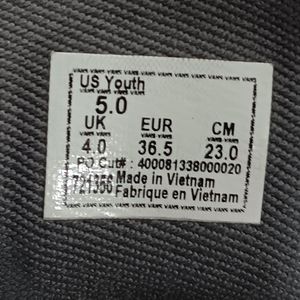 US Youth
5.0
UK EUR CM
4.0 36.5 23.0
PO Cut# : 400081338000020
721356 Made in Vietnam
Fabrique en Vietnam